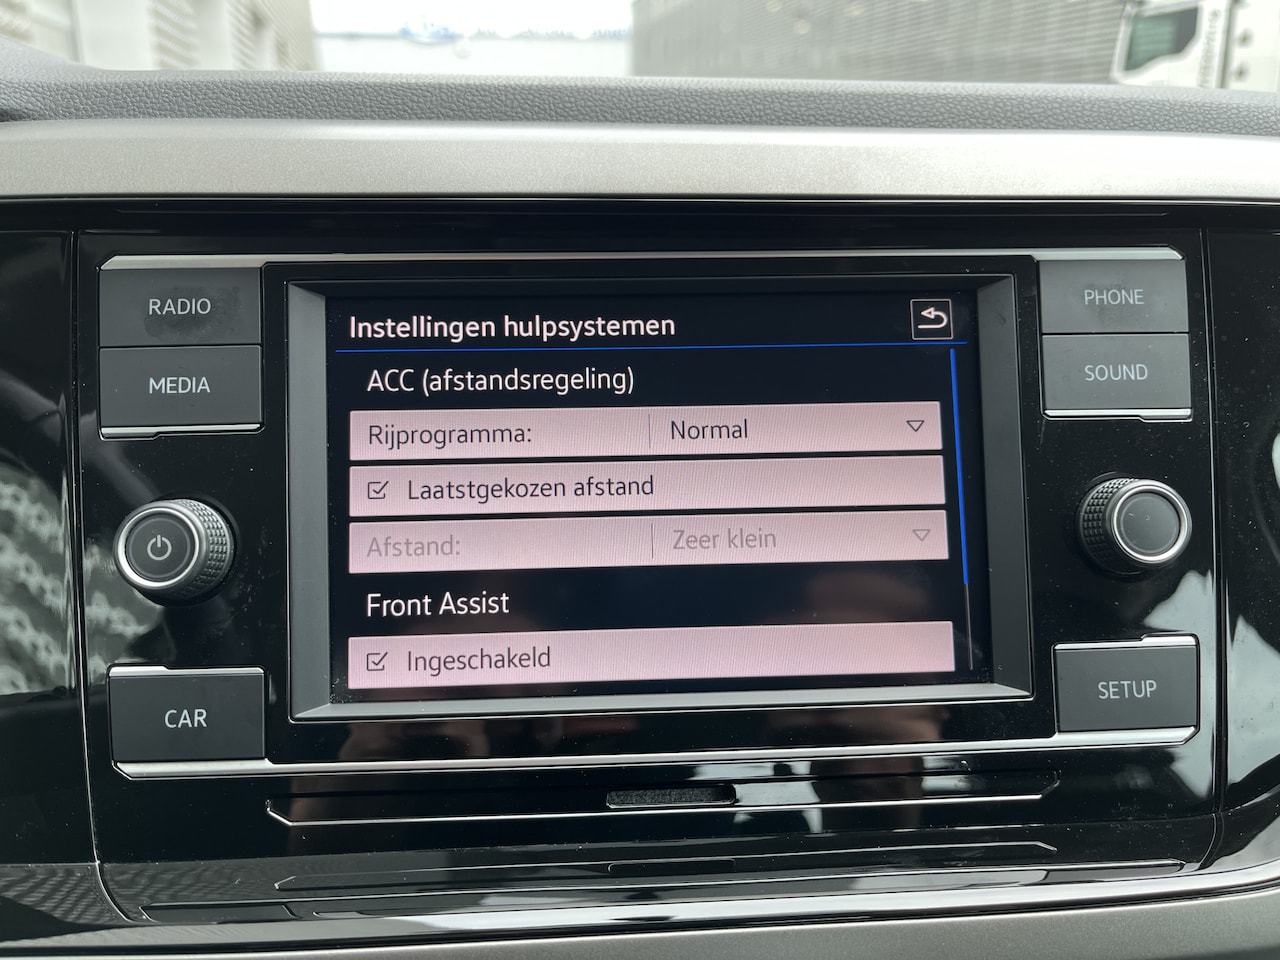 RADIO
MEDIA
CAR
Instellingen hulpsystemen
ACC (afstandsregeling)
Rijprogramma: Normal
Laatstgekozen afstand
Afstand: Zeer klein
Front Assist
Ingeschakeld
PHONE
SOUND
SETUP